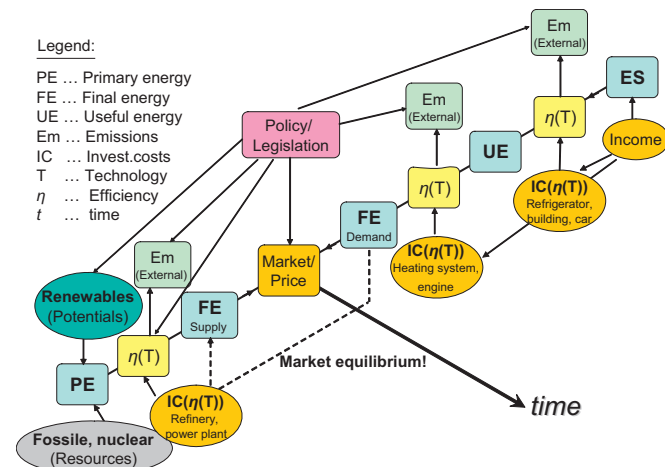 Legend:
PE … Primary energy
FE … Final energy
UE … Useful energy
Em … Emissions
IC … Invest.costs
T … Technology
η … Efficiency
t … time
Em
(External)
ES
η(T)
Income
Em
(External)
UE
Policy/
Legislation
η(T)
IC(η(T))
Refrigerator,
building, car
FE
Demand
IC(η(T))
Heating system,
engine
Em
(External)
Market/
Price
Renewables
(Potentials)
FE
Supply
η(T)
Market equilibrium!
PE
IC(η(T))
Refinery,
power plant
time
Fossile, nuclear
(Resources)